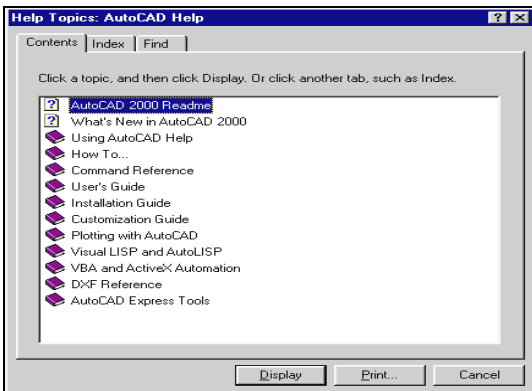 Help Topics: AutoCAD Help
Contents Index Find
Click a topic, and then click Display. Or click another tab, such as Index.
AutoCAD 2000 Readme
What's New in AutoCAD 2000
Using AutoCAD Help
How To...
Command Reference
User's Guide
Installation Guide
Customization Guide
Plotting with AutoCAD
Visual LISP and AutoLISP
VBA and ActiveX Automation
DXF Reference
AutoCAD Express Tools
Display Print... Cancel